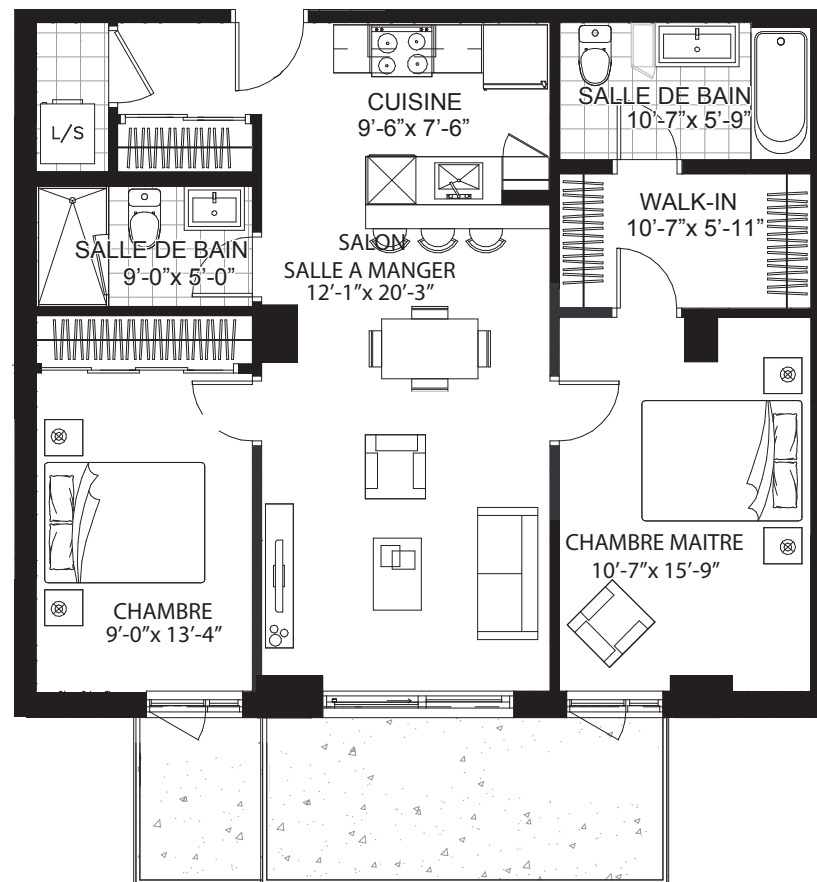 CUISINE
9'-6”x 7'-6”
SALLE DE BAIN
10'-7”x 5'-9”
L/S
WALK-IN
10'-7”x 5'-11”
SALLE DE BAIN
9'-0”x 5'-0”
SALON
SALLE A MANGER
12'-1”x 20'-3”
CHAMBRE MAITRE
10'-7”x 15'-9”
CHAMBRE
9'-0”x 13'-4”